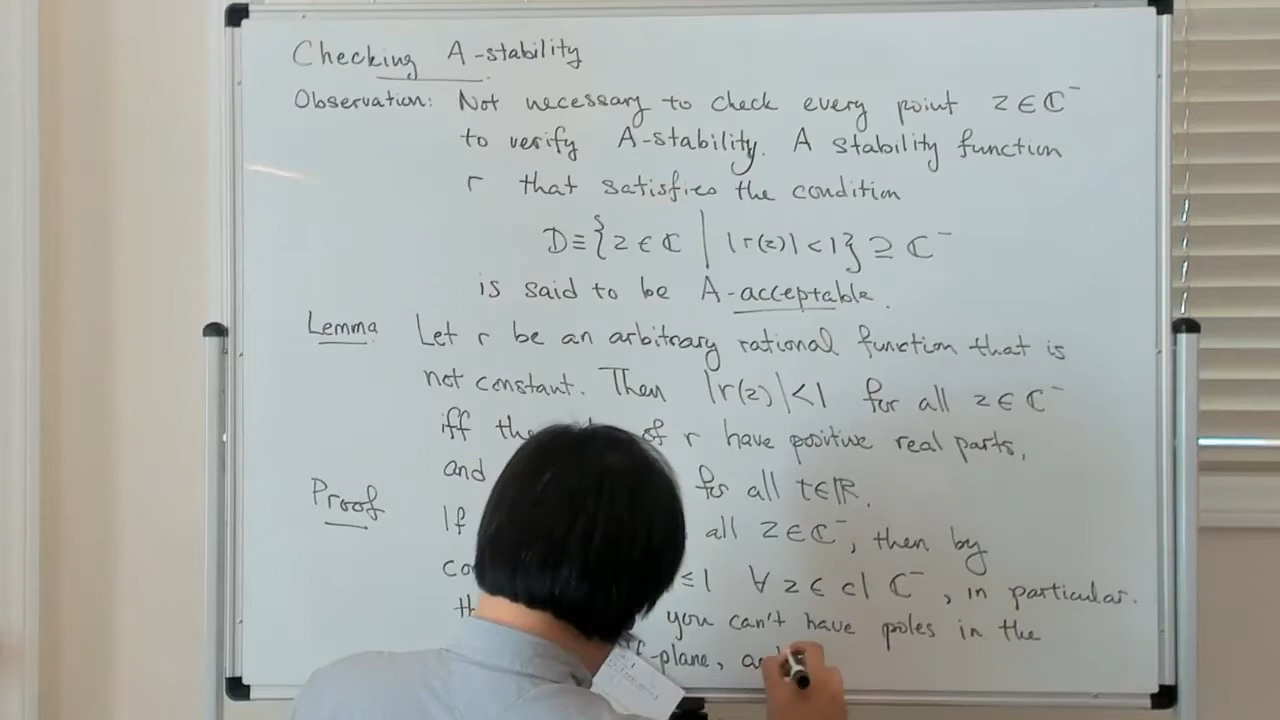 Checking A-stability
Observation: Not necessary to check every point z ∈ ℂ⁻
to verify A-stability. A stability function
r that satisfies the condition
D ≡ {z ∈ ℂ | |r(z)| < 1} ⊇ ℂ⁻
is said to be A-acceptable.
Lemma Let r be an arbitrary rational function that is
not constant. Then |r(z)| < 1 for all z ∈ ℂ⁻
iff the of r have positive real parts,
and for all t ∈ ℝ.
Proof If all z ∈ ℂ⁻, then by
≤ 1 ∀ z ∈ cl ℂ⁻, in particular.
you can't have poles in the
-plane,